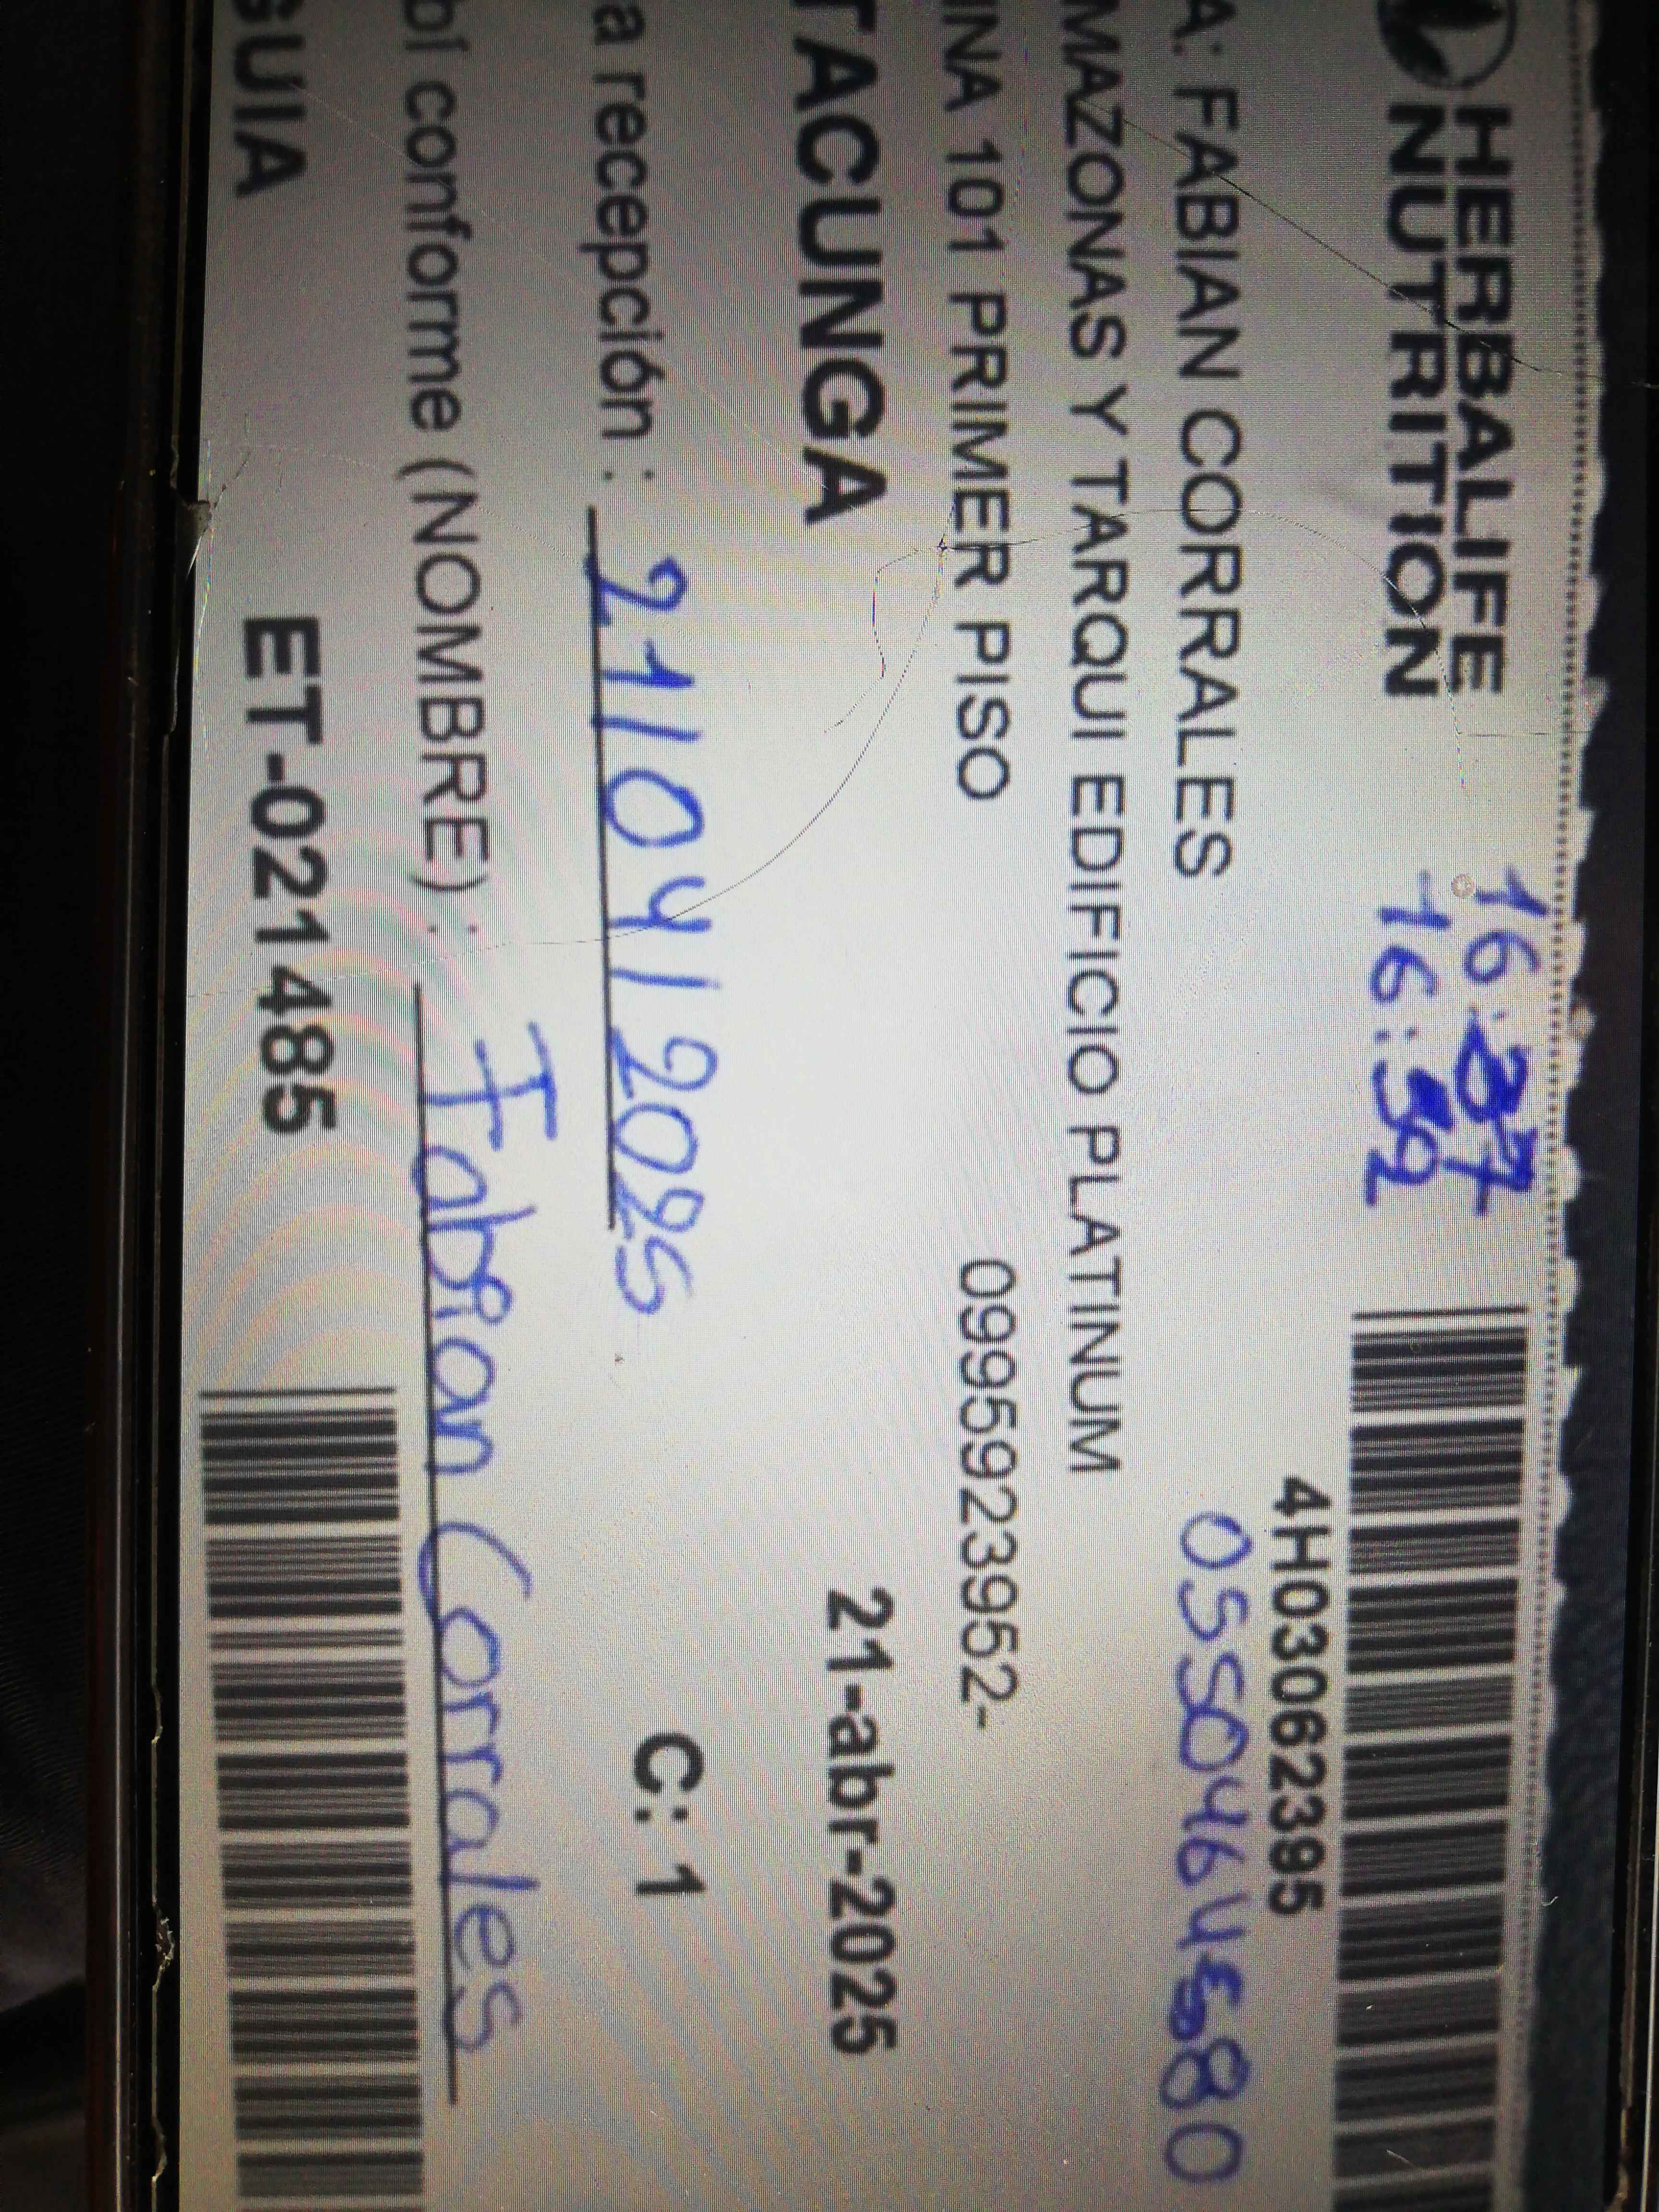 HERBALIFE
NUTRITION
16:37
16:52
4H03062395
A: FABIAN CORRALES
0550464580
MAZONAS Y TARQUI EDIFICIO PLATINUM
INA 101 PRIMER PISO 0995923952-
TACUNGA 21-abr-2025
a recepción : 21/04/2025 C: 1
bí conforme (NOMBRE) : Fabian Corrales
GUIA ET-021485